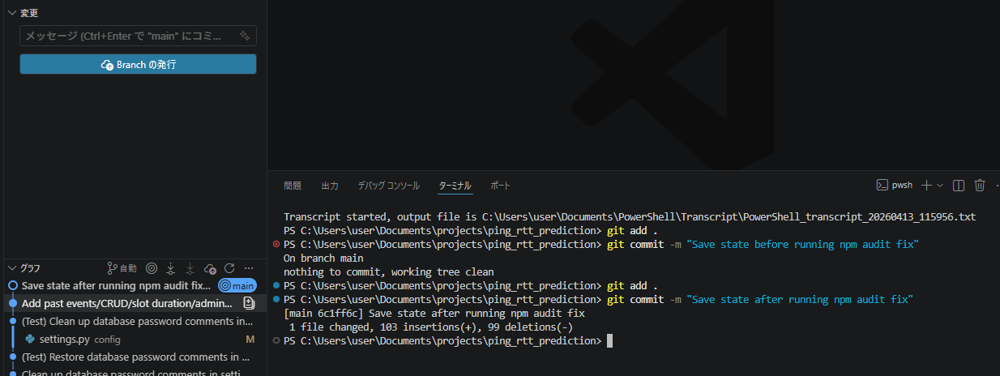 変更
メッセージ (Ctrl+Enter で "main" にコミ...
Branch の発行
グラフ
自動
Save state after running npm audit fix... main
Add past events/CRUD/slot duration/admin...
(Test) Clean up database password comments in...
settings.py config M
(Test) Restore database password comments in ...
Clean up database password comments in setti...
問題 出力 デバッグ コンソール ターミナル ポート
pwsh
Transcript started, output file is C:\Users\user\Documents\PowerShell\Transcript\PowerShell_transcript_20260413_115956.txt
PS C:\Users\user\Documents\projects\ping_rtt_prediction> git add .
PS C:\Users\user\Documents\projects\ping_rtt_prediction> git commit -m "Save state before running npm audit fix"
On branch main
nothing to commit, working tree clean
PS C:\Users\user\Documents\projects\ping_rtt_prediction> git add .
PS C:\Users\user\Documents\projects\ping_rtt_prediction> git commit -m "Save state after running npm audit fix"
[main 6c1ff6c] Save state after running npm audit fix
 1 file changed, 103 insertions(+), 99 deletions(-)
PS C:\Users\user\Documents\projects\ping_rtt_prediction>